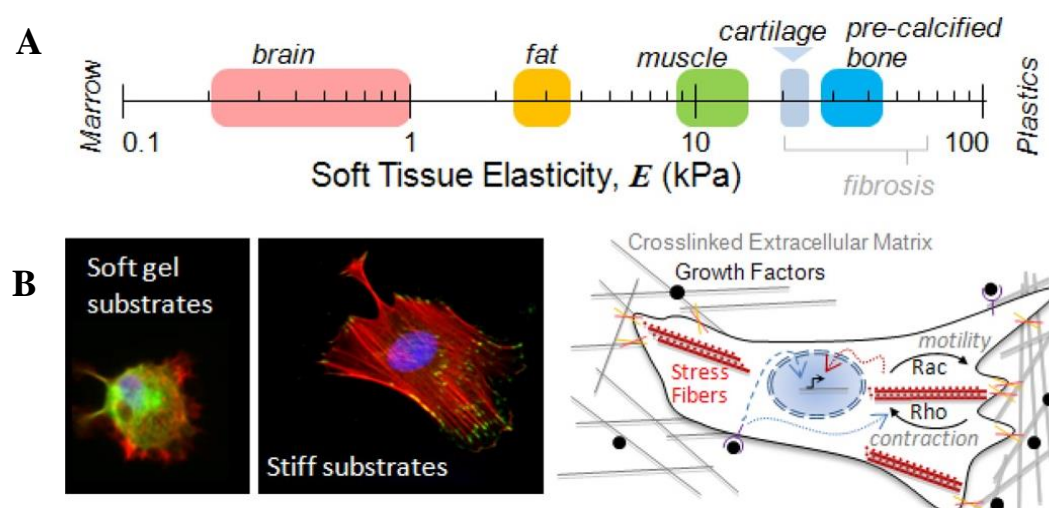 A
brain
fat
muscle
cartilage
pre-calcified
bone
Marrow
Plastics
0.1
1
10
100
Soft Tissue Elasticity, E (kPa)
fibrosis
B
Soft gel
substrates
Stiff substrates
Crosslinked Extracellular Matrix
Growth Factors
Stress
Fibers
motility
Rac
Rho
contraction